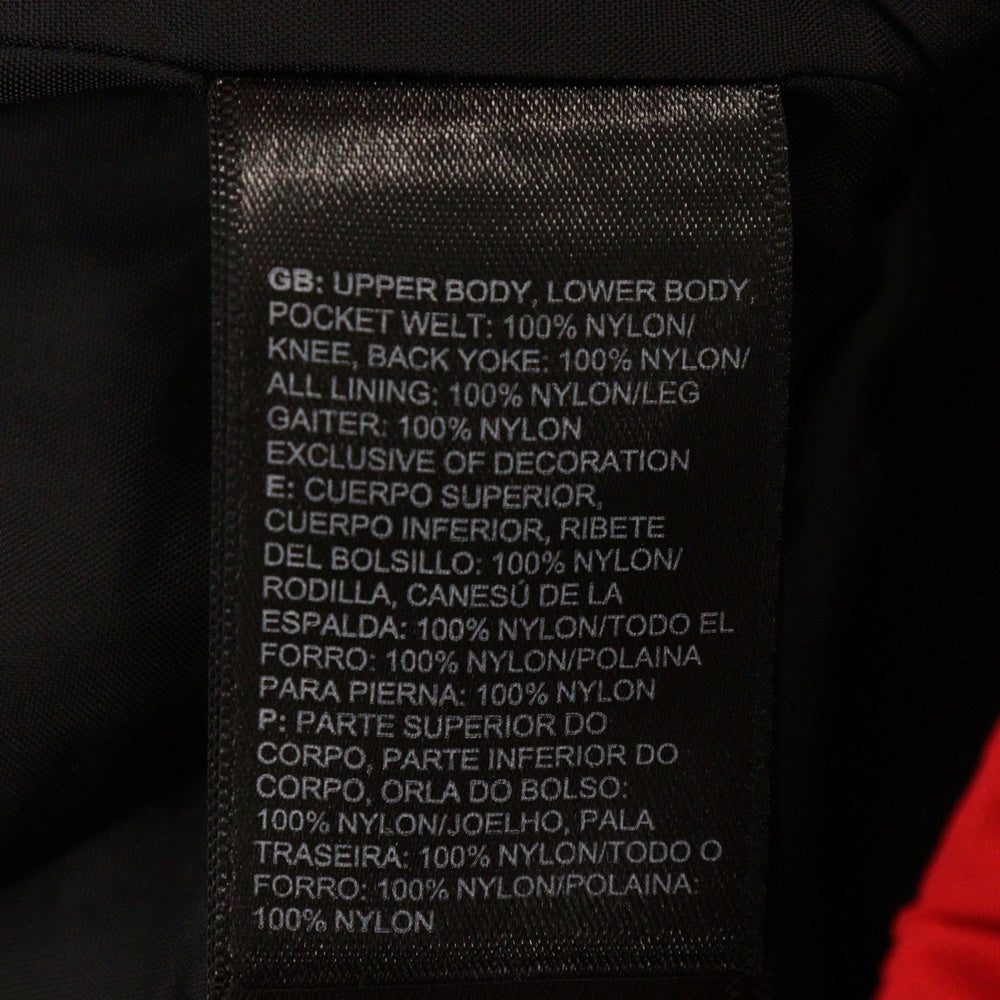 GB: UPPER BODY, LOWER BODY,
POCKET WELT: 100% NYLON/
KNEE, BACK YOKE: 100% NYLON/
ALL LINING: 100% NYLON/LEG
GAITER: 100% NYLON
EXCLUSIVE OF DECORATION
E: CUERPO SUPERIOR,
CUERPO INFERIOR, RIBETE
DEL BOLSILLO: 100% NYLON/
RODILLA, CANESÚ DE LA
ESPALDA: 100% NYLON/TODO EL
FORRO: 100% NYLON/POLAINA
PARA PIERNA: 100% NYLON
P: PARTE SUPERIOR DO
CORPO, PARTE INFERIOR DO
CORPO, ORLA DO BOLSO:
100% NYLON/JOELHO, PALA
TRASEIRA: 100% NYLON/TODO O
FORRO: 100% NYLON/POLAINA:
100% NYLON